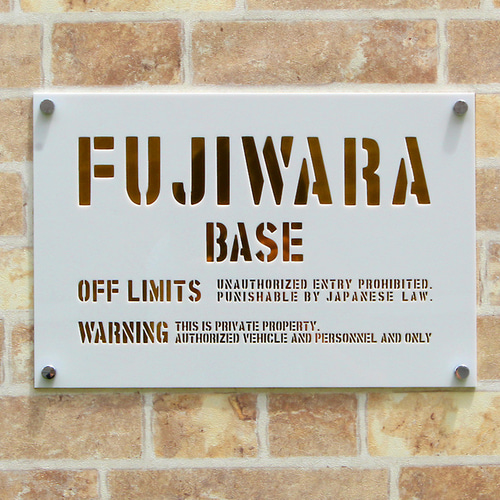 FUJIWARA
BASE
OFF LIMITS UNAUTHORIZED ENTRY PROHIBITED.
PUNISHABLE BY JAPANESE LAW.
WARNING THIS IS PRIVATE PROPERTY.
AUTHORIZED VEHICLE AND PERSONNEL AND ONLY